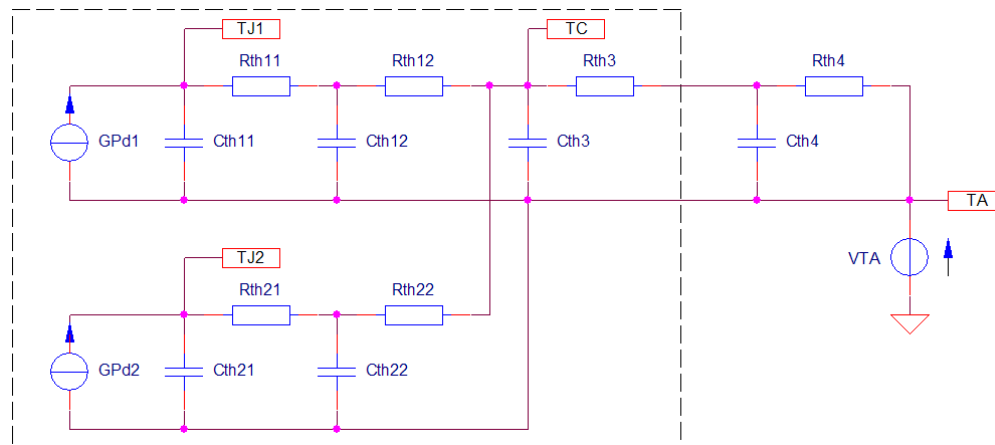 TJ1
TC
Rth11
Rth12
Rth3
Rth4
GPd1
Cth11
Cth12
Cth3
Cth4
TA
TJ2
VTA
Rth21
Rth22
GPd2
Cth21
Cth22